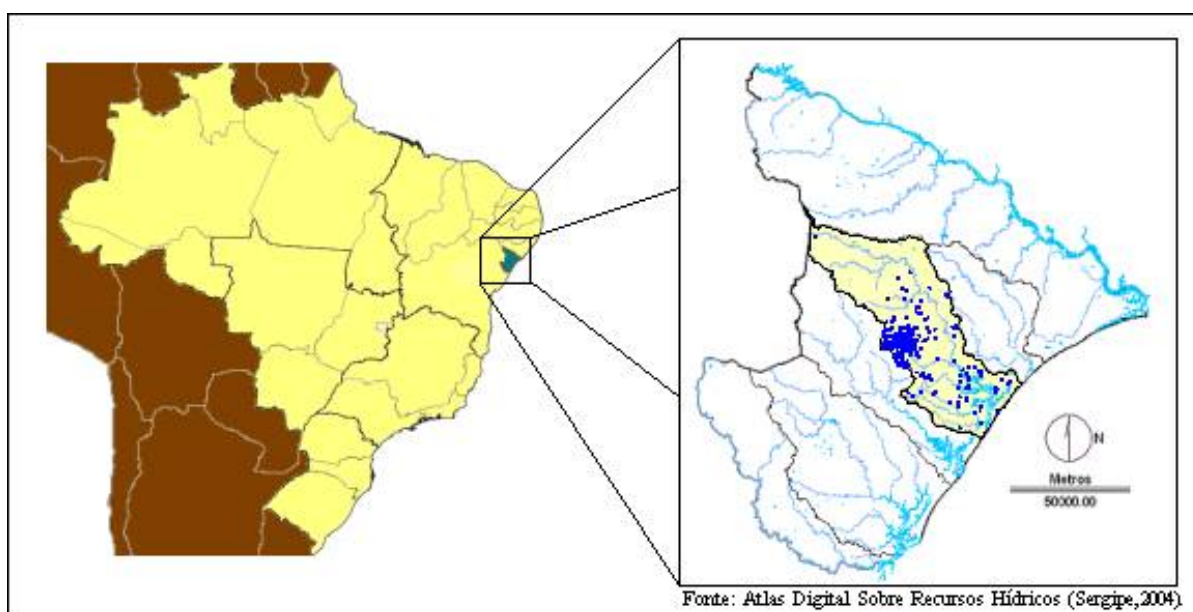 N
Metros
50000.00
Fonte: Atlas Digital Sobre Recursos Hídricos (Sergipe,2004)